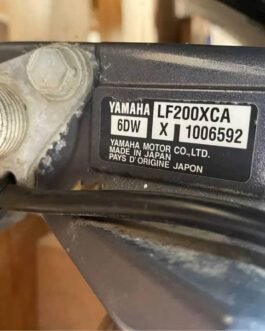 YAMAHA LF200XCA
6DW X 1006592
YAMAHA MOTOR CO.,LTD.
MADE IN JAPAN
PAYS D'ORIGINE JAPON